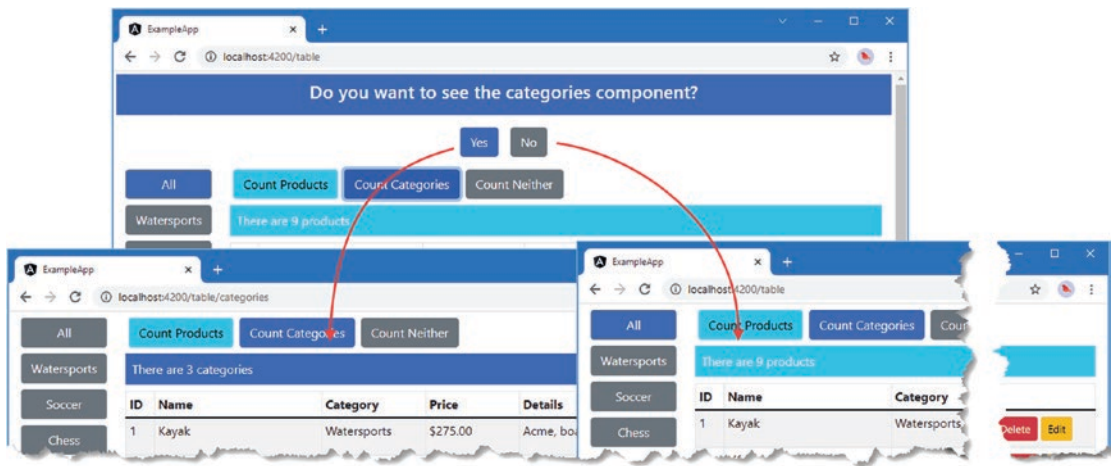 ExampleApp
localhost:4200/table
Do you want to see the categories component?
Yes No
All Count Products Count Categories Count Neither
Watersports There are 9 products
ExampleApp
localhost:4200/table/categories
All Count Products Count Categories Count Neither
Watersports There are 3 categories
Soccer ID Name Category Price Details
Chess 1 Kayak Watersports $275.00 Acme,
ExampleApp
localhost:4200/table
All Count Products Count Categories
Watersports There are 9 products
Soccer ID Name Category
Chess 1 Kayak Watersports Delete Edit